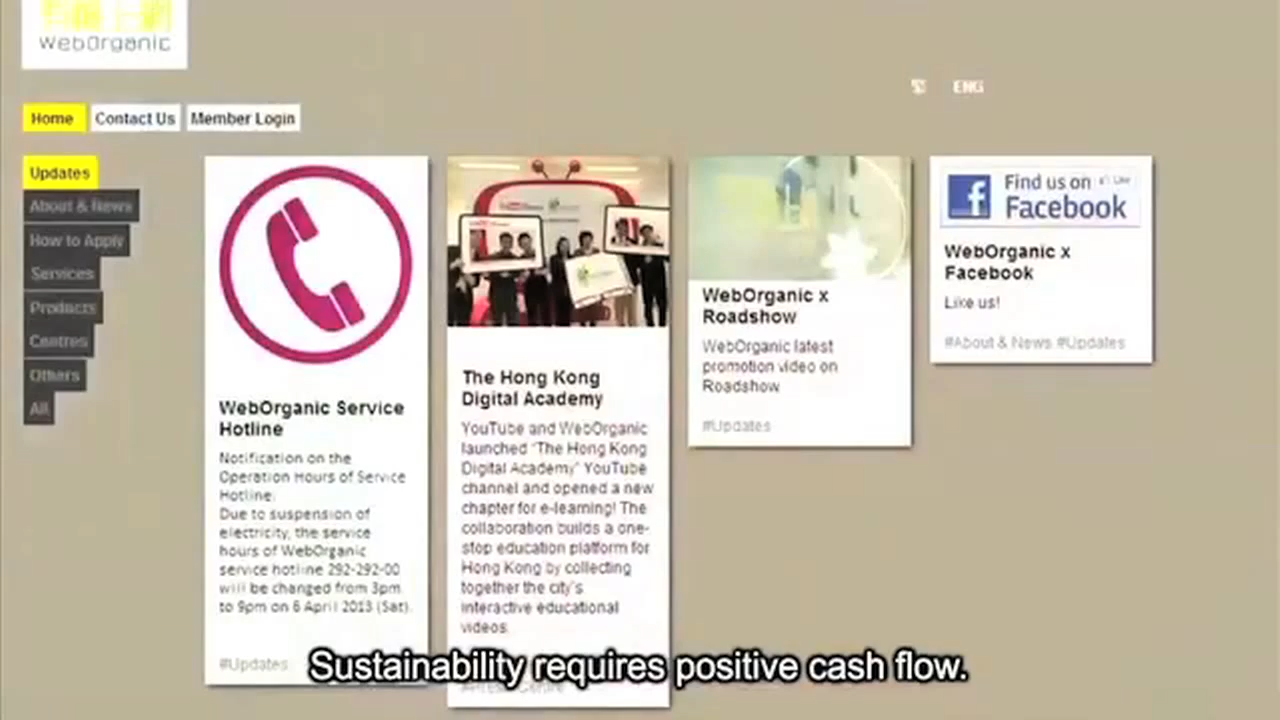 webOrganic
ENG
Home
Contact Us
Member Login
Updates
About & News
How to Apply
Services
Products
Centres
Others
All
WebOrganic Service
Hotline
Notification on the
Operation Hours of Service
Hotline:
Due to suspension of
electricity, the service
hours of WebOrganic
service hotline 292-292-00
will be changed from 3pm
to 9pm on 6 April 2013 (Sat).
#Updates
The Hong Kong
Digital Academy
YouTube and WebOrganic
launched "The Hong Kong
Digital Academy" YouTube
channel and opened a new
chapter for e-learning! The
collaboration builds a one-
stop education platform for
Hong Kong by collecting
together the city's
interactive educational
videos.
WebOrganic x
Roadshow
WebOrganic latest
promotion video on
Roadshow
#Updates
Find us on
Facebook
Like
WebOrganic x
Facebook
Like us!
#About & News #Updates
Sustainability requires positive cash flow.